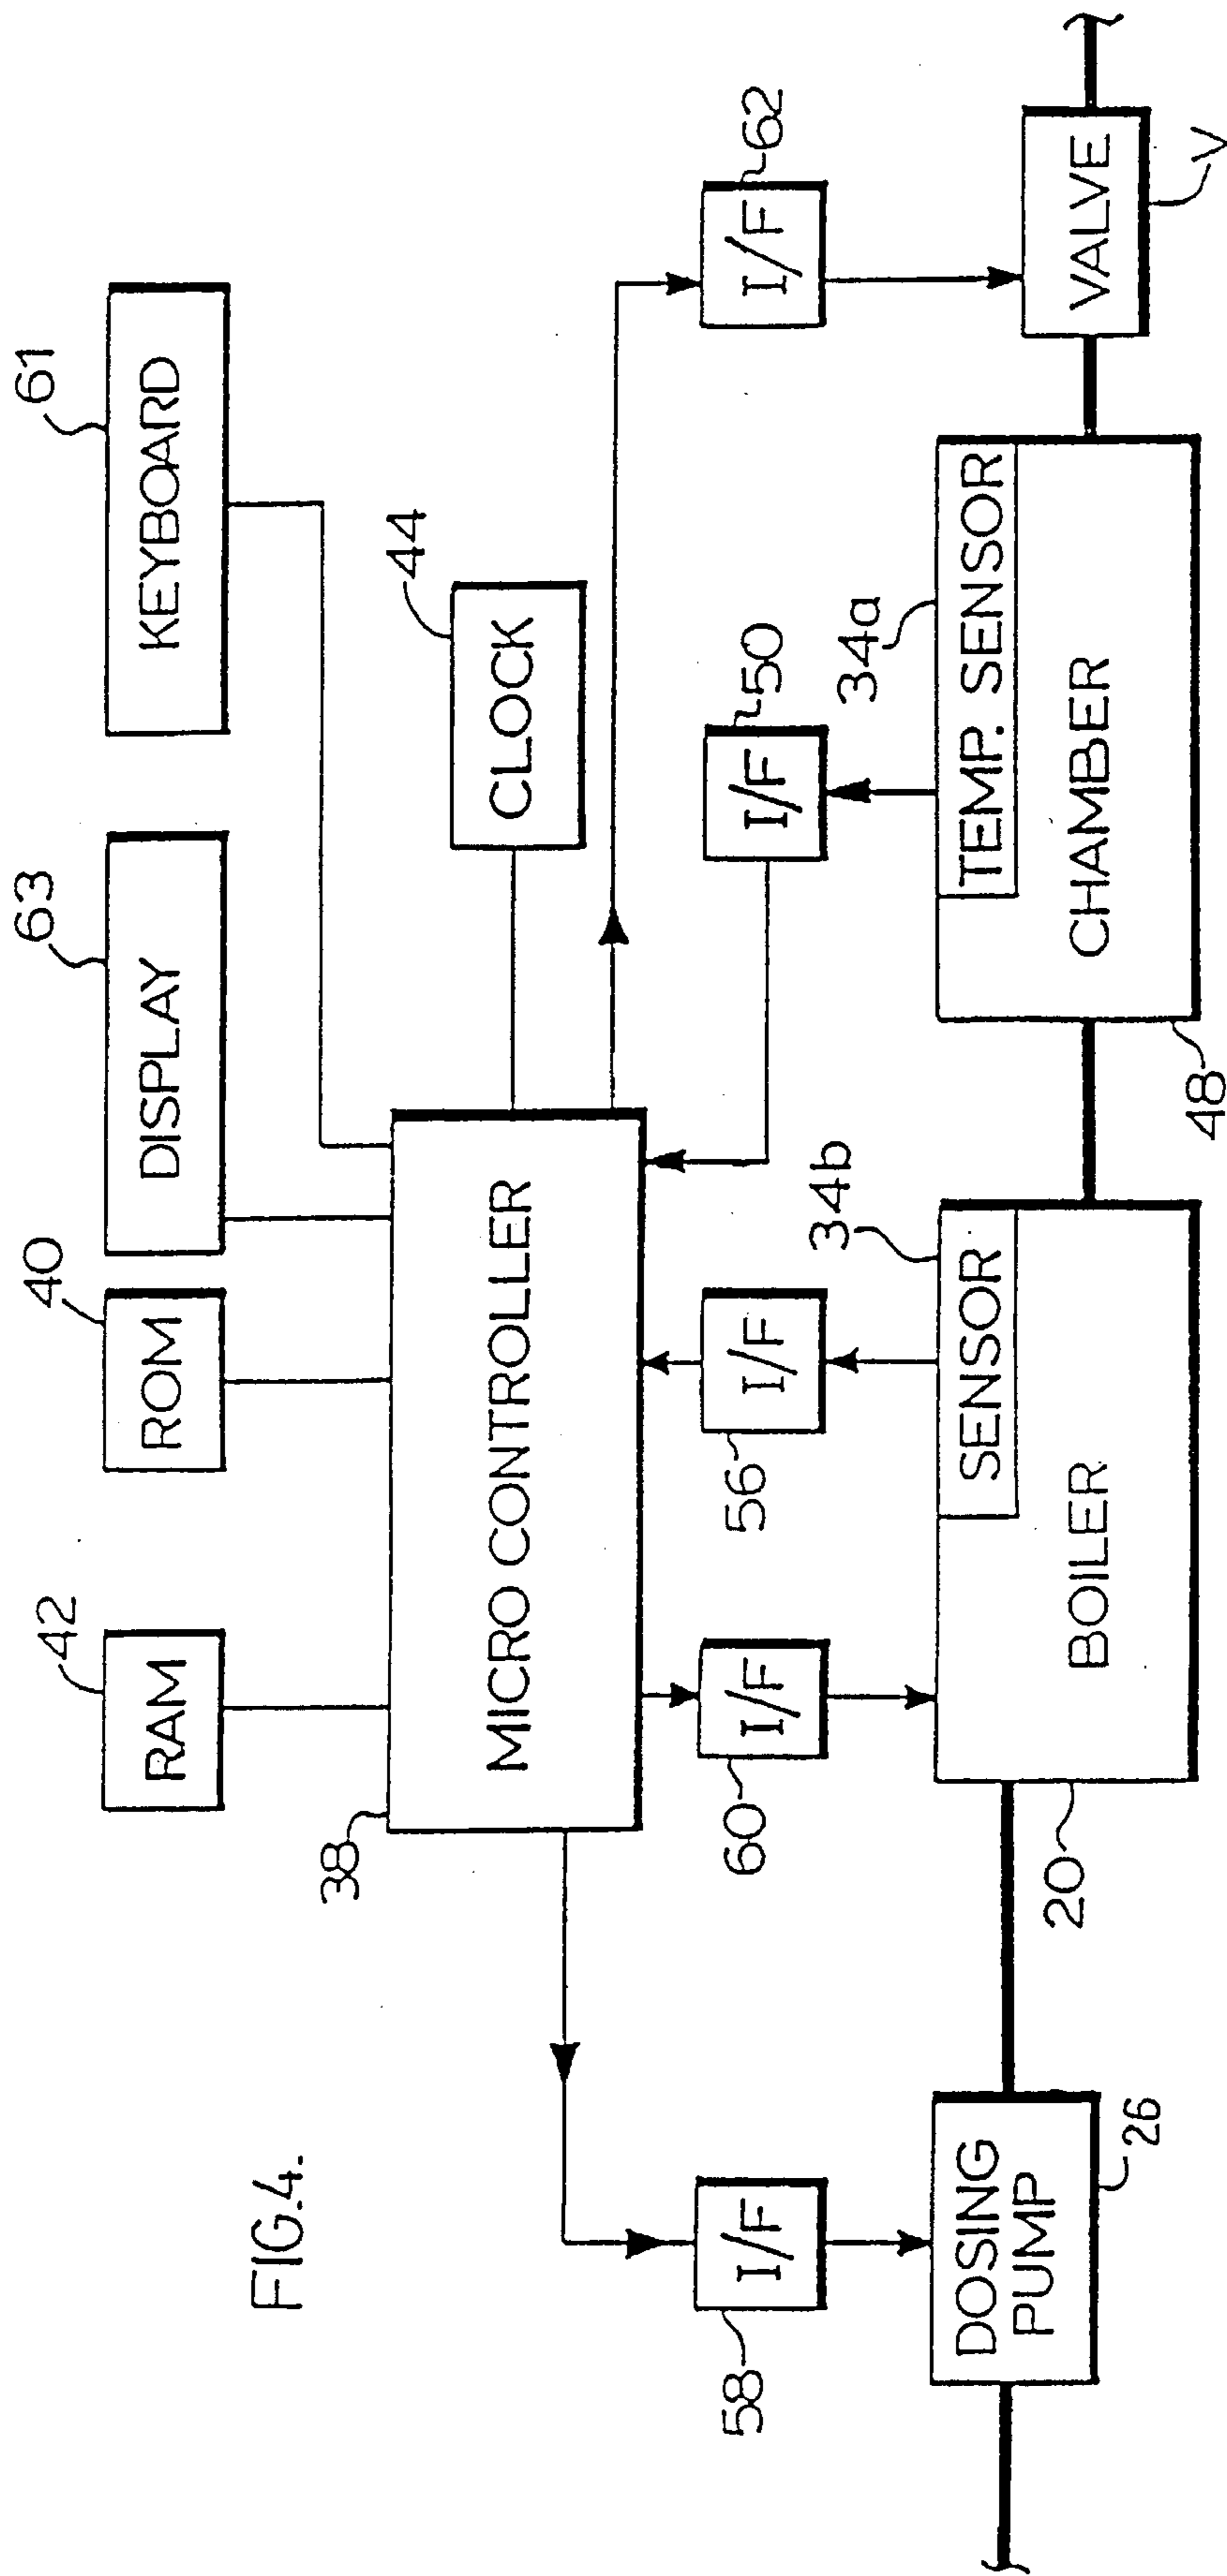 FIG.4.
42
RAM
40
ROM
63
DISPLAY
61
KEYBOARD
38
MICRO CONTROLLER
44
CLOCK
58
I/F
60
I/F
56
I/F
50
I/F
62
I/F
DOSING
PUMP
26
34b
SENSOR
BOILER
20
34a
TEMP. SENSOR
CHAMBER
48
VALVE
V